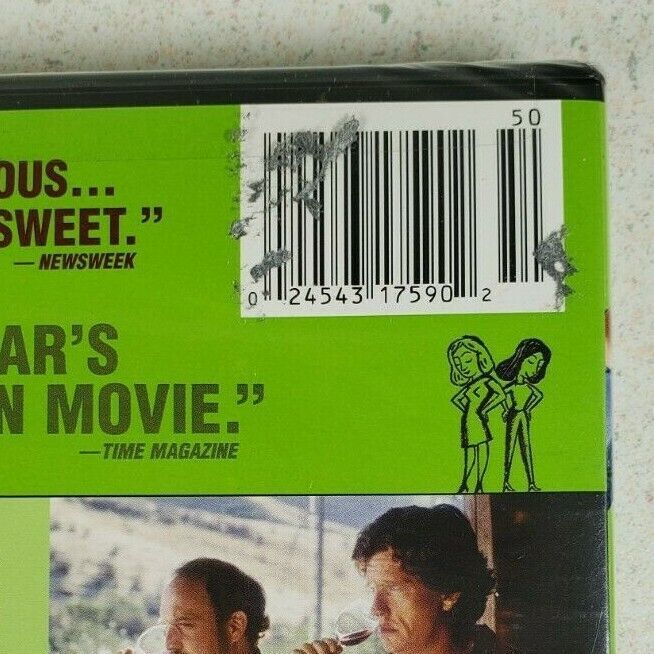 50
OUS...
SWEET.”
— NEWSWEEK
0 24543 17590 2
AR’S
N MOVIE.”
—TIME MAGAZINE